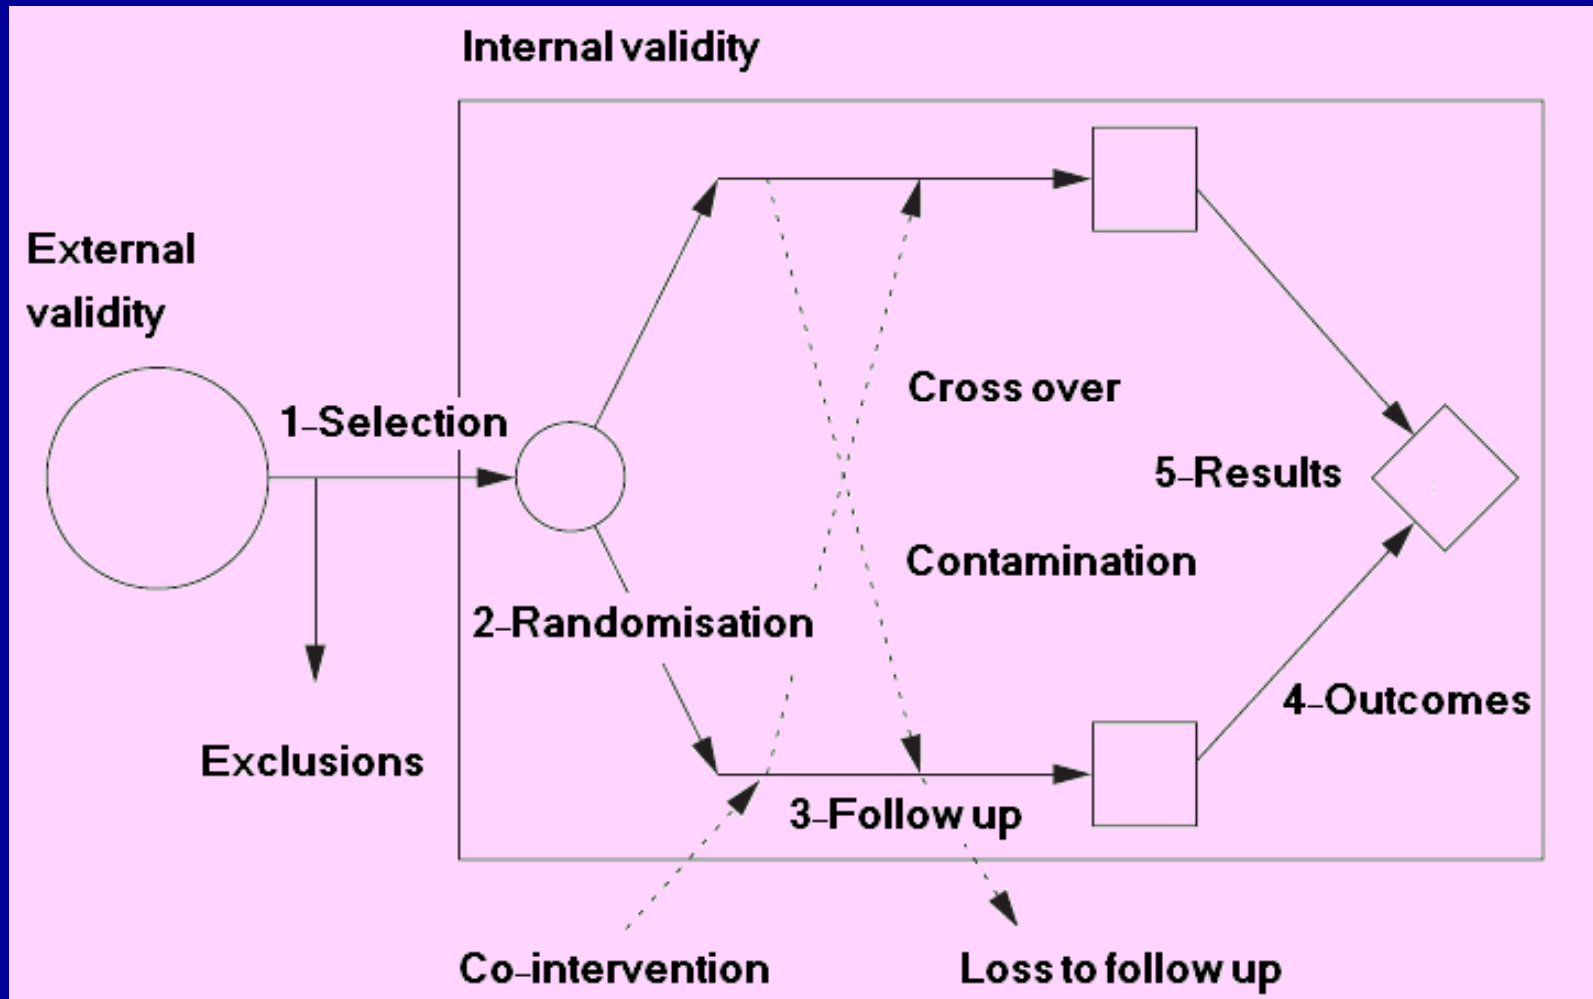 Internal validity
External
validity
1-Selection
Cross over
5-Results
Contamination
2-Randomisation
4-Outcomes
Exclusions
3-Follow up
Co-intervention
Loss to follow up